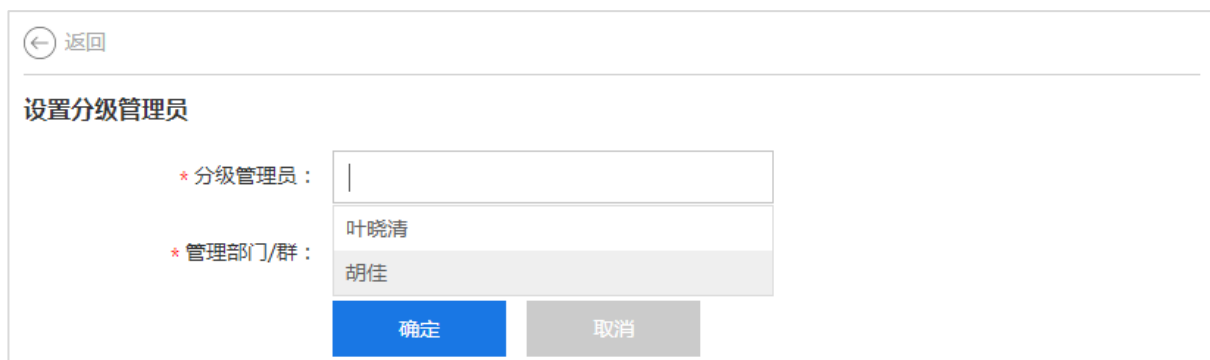 返回
设置分级管理员
* 分级管理员：
叶晓清
* 管理部门/群：
胡佳
确定 取消